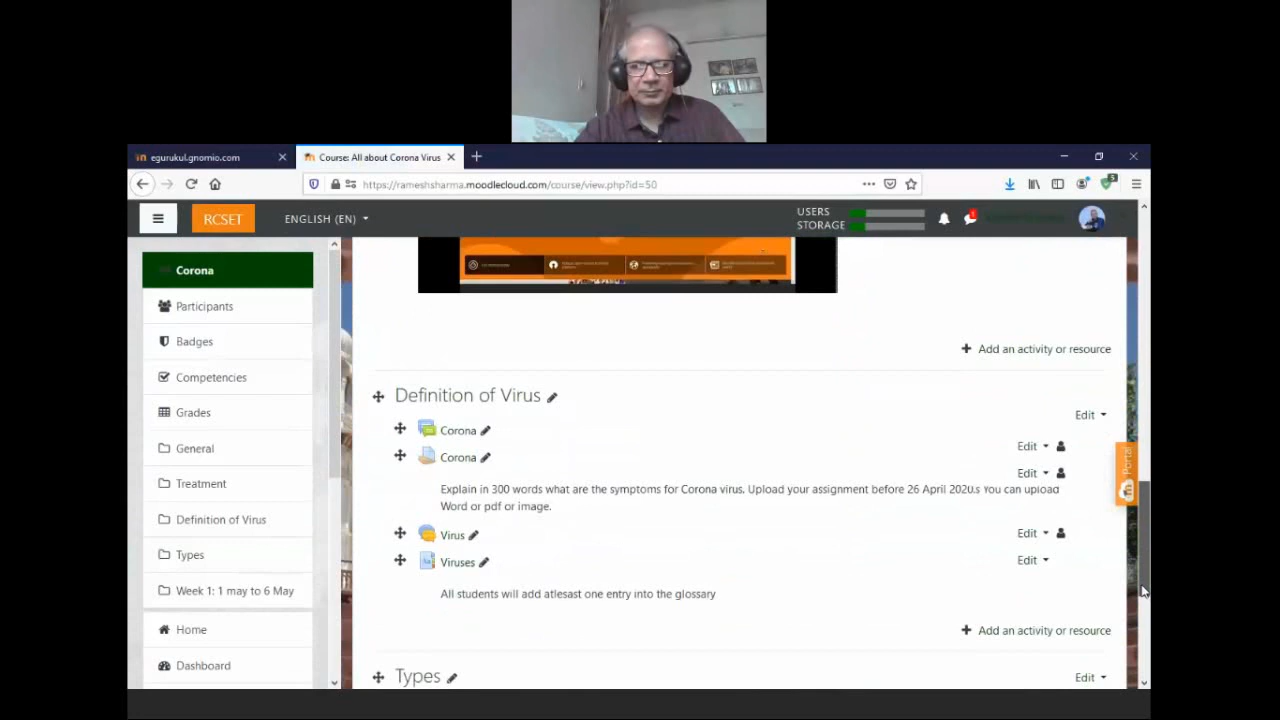 egurukul.gnomio.com
Course: All about Corona Virus
https://rameshsharma.moodlecloud.com/course/view.php?id=50
5
RCSET
ENGLISH (EN)
USERS
STORAGE
Corona
Participants
Badges
Competencies
Grades
General
Treatment
Definition of Virus
Types
Week 1: 1 may to 6 May
Home
Dashboard
Add an activity or resource
Definition of Virus
Edit
Corona
Edit
Corona
Edit
Explain in 300 words what are the symptoms for Corona virus. Upload your assignment before 26 April 2020.s You can upload
Word or pdf or image.
Virus
Edit
Viruses
Edit
All students will add atlesast one entry into the glossary
Add an activity or resource
Types
Edit
Portal